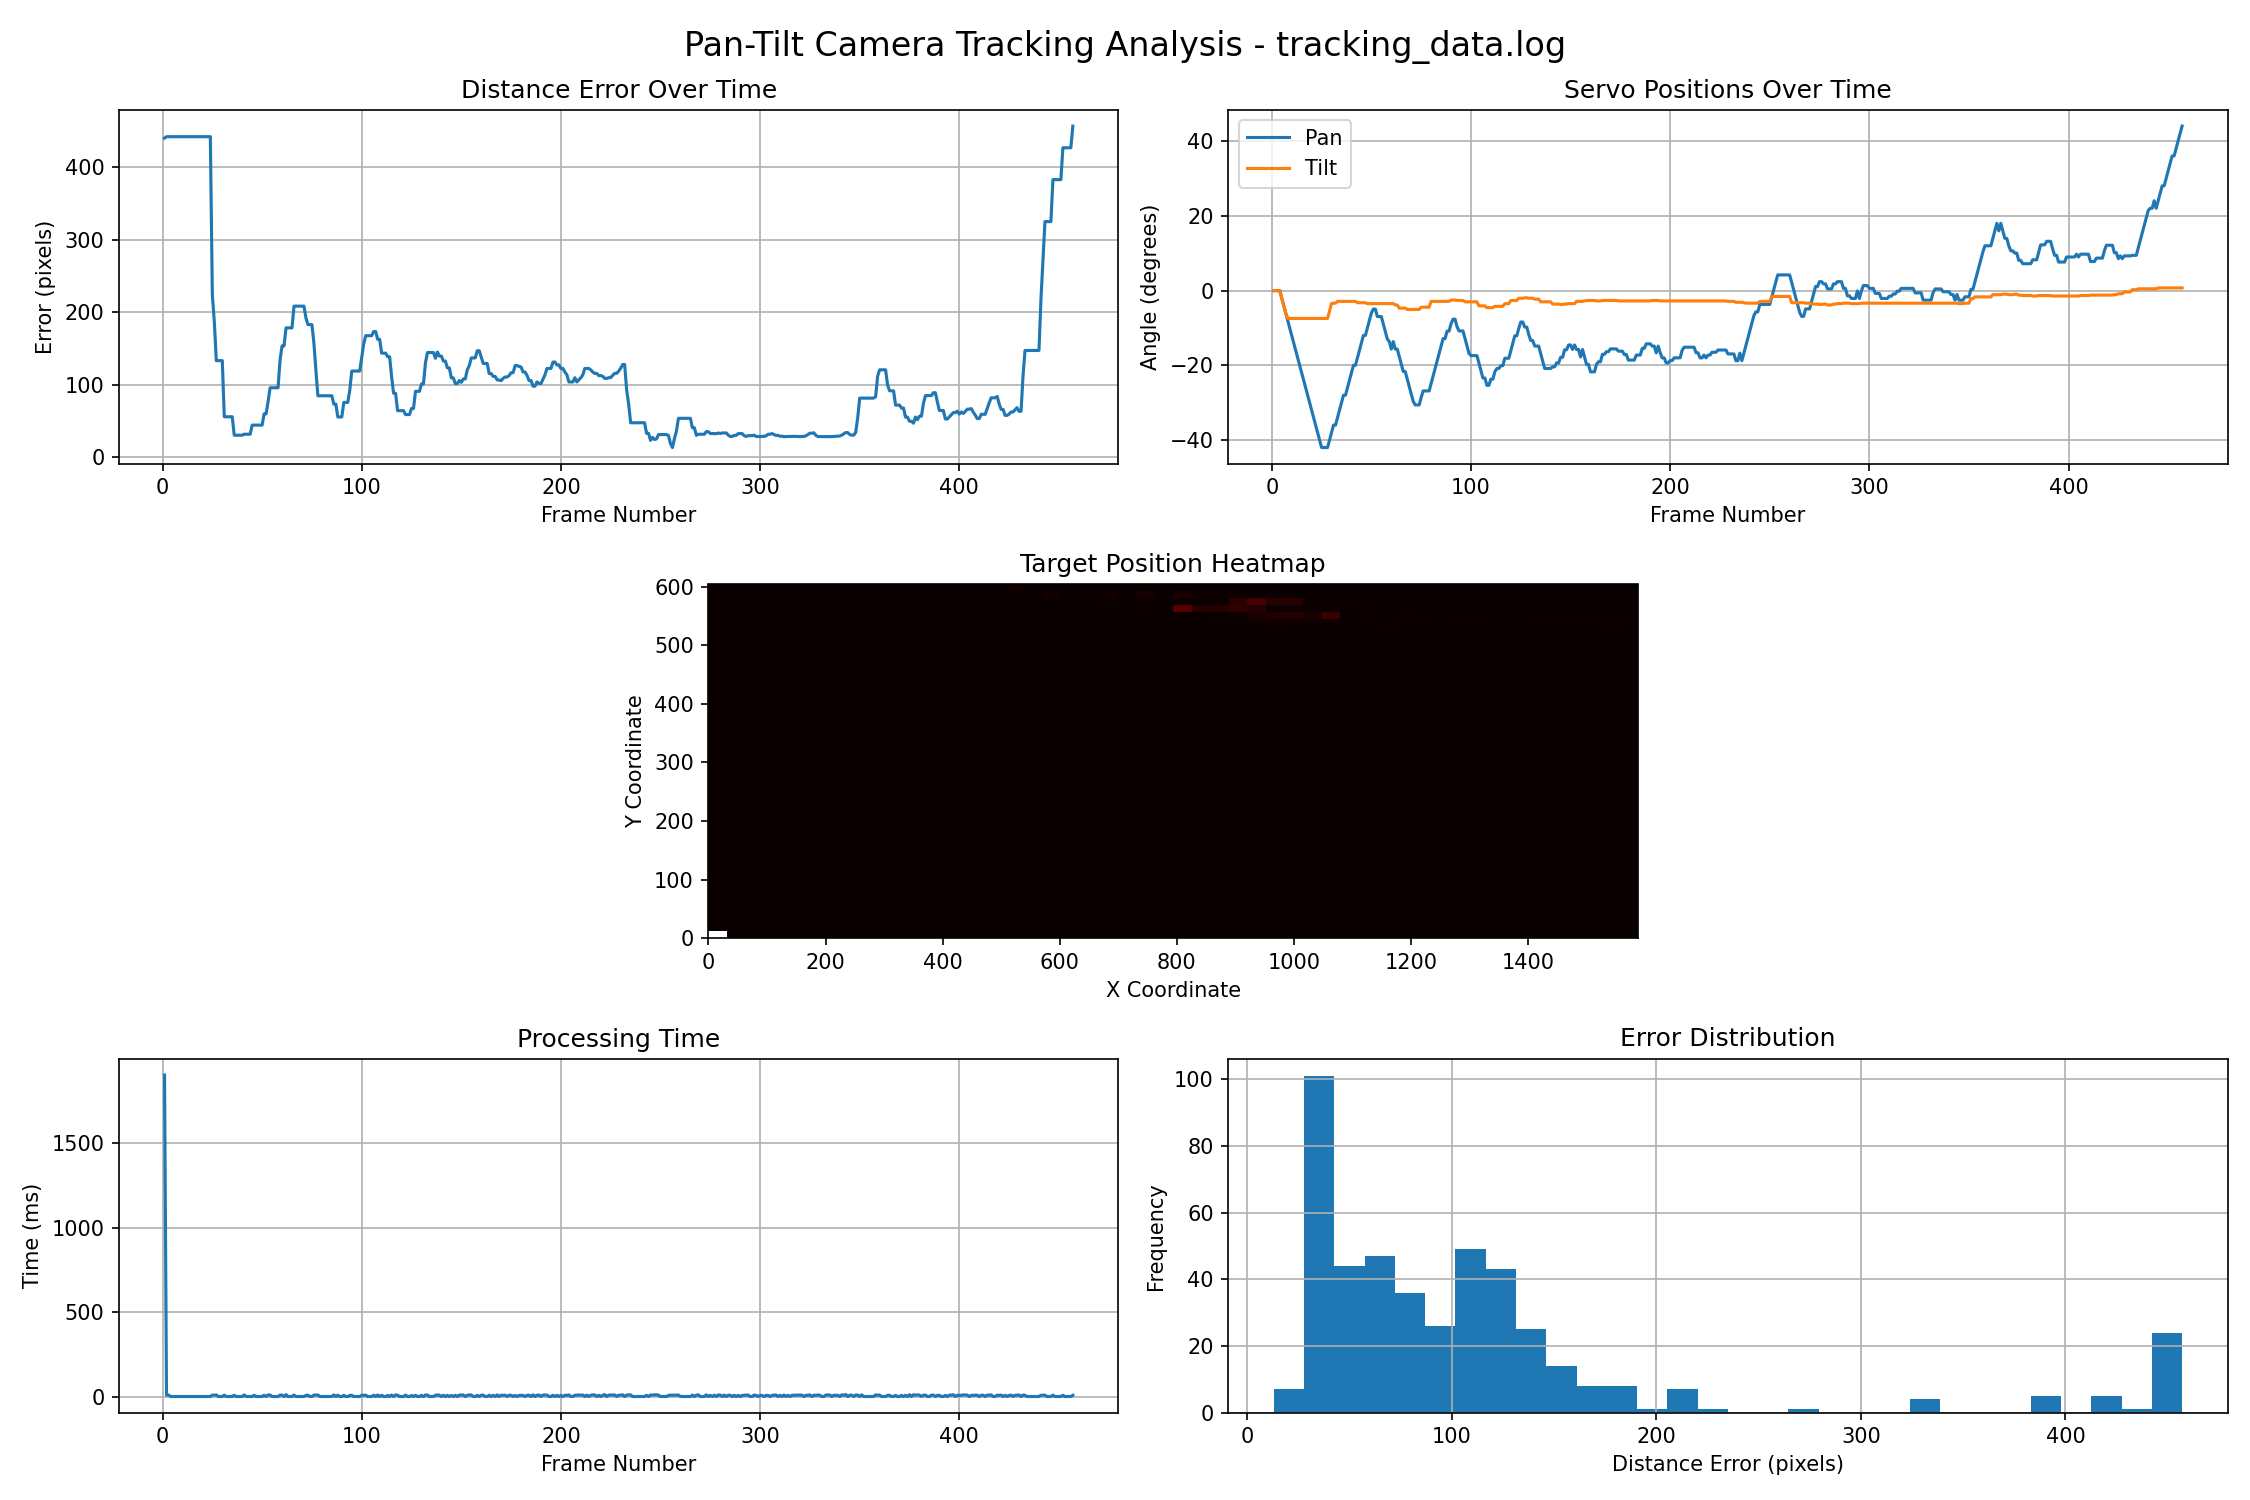 Pan-Tilt Camera Tracking Analysis - tracking_data.log
Distance Error Over Time
Error (pixels)
400
300
200
100
0
0 100 200 300 400
Frame Number
Servo Positions Over Time
Pan
Tilt
Angle (degrees)
40
20
0
−20
−40
0 100 200 300 400
Frame Number
Target Position Heatmap
Y Coordinate
600
500
400
300
200
100
0
0 200 400 600 800 1000 1200 1400
X Coordinate
Processing Time
Time (ms)
1500
1000
500
0
0 100 200 300 400
Frame Number
Error Distribution
Frequency
100
80
60
40
20
0
0 100 200 300 400
Distance Error (pixels)